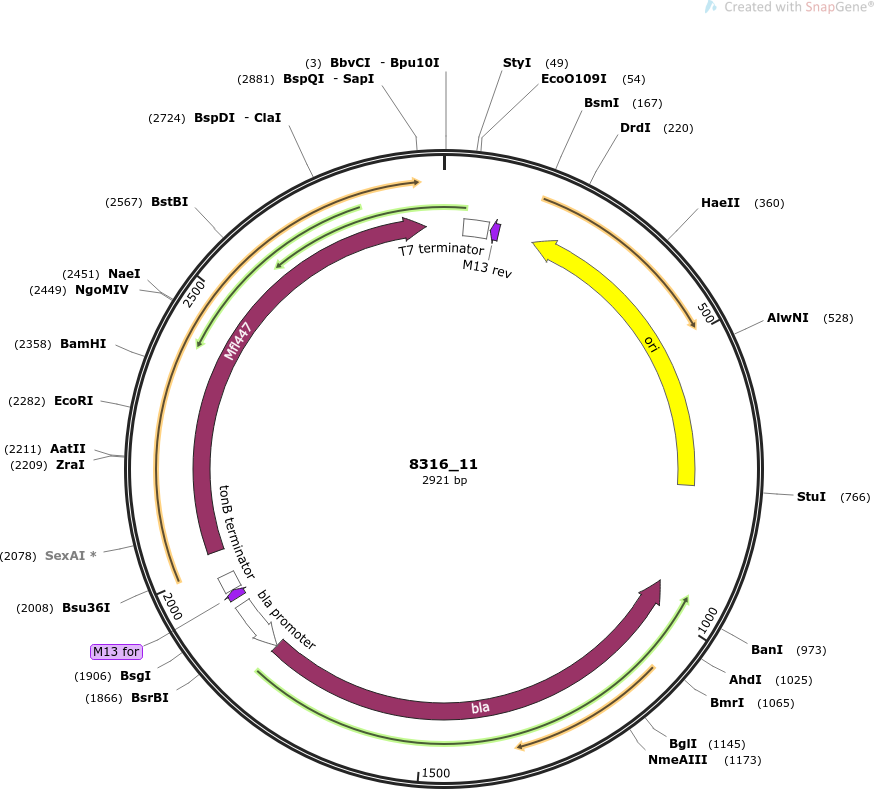 Created with SnapGene®
(3) BbvCI - Bpu10I
(2881) BspQI - SapI
(2724) BspDI - ClaI
(2567) BstBI
(2451) NaeI
(2449) NgoMIV
(2358) BamHI
(2282) EcoRI
(2211) AatII
(2209) ZraI
(2078) SexAI *
(2008) Bsu36I
M13 for
(1906) BsgI
(1866) BsrBI
StyI (49)
EcoO109I (54)
BsmI (167)
DrdI (220)
HaeII (360)
AlwNI (528)
StuI (766)
BanI (973)
AhdI (1025)
BmrI (1065)
BglI (1145)
NmeAIII (1173)
500
1000
1500
2000
2500
T7 terminator
M13 rev
ori
Mfl447
tonB terminator
bla promoter
bla
8316_11
2921 bp